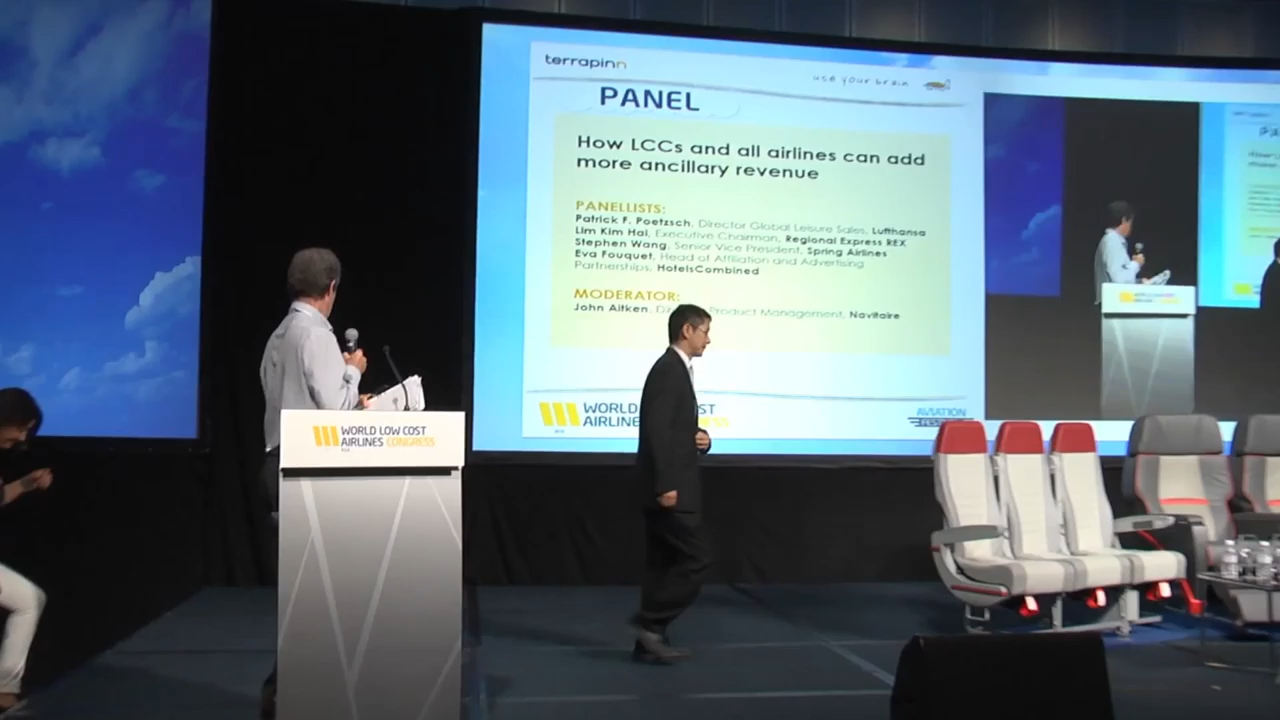 terrapinn
use your brain
PANEL
How LCCs and all airlines can add
more ancillary revenue
PANELLISTS:
Patrick F. Poetzsch, Director Global Leisure Sales, Lufthansa
Lim Kim Hai, Executive Chairman, Regional Express REX
Stephen Wang, Senior Vice President, Spring Airlines
Eva Fouquet, Head of Affiliation and Advertising
Partnerships, HotelsCombined
MODERATOR:
John Aitken, Product Management, Navitaire
WORLD ST
AIRLINE
AVIATION
WORLD LOW COST
AIRLINES CONGRESS